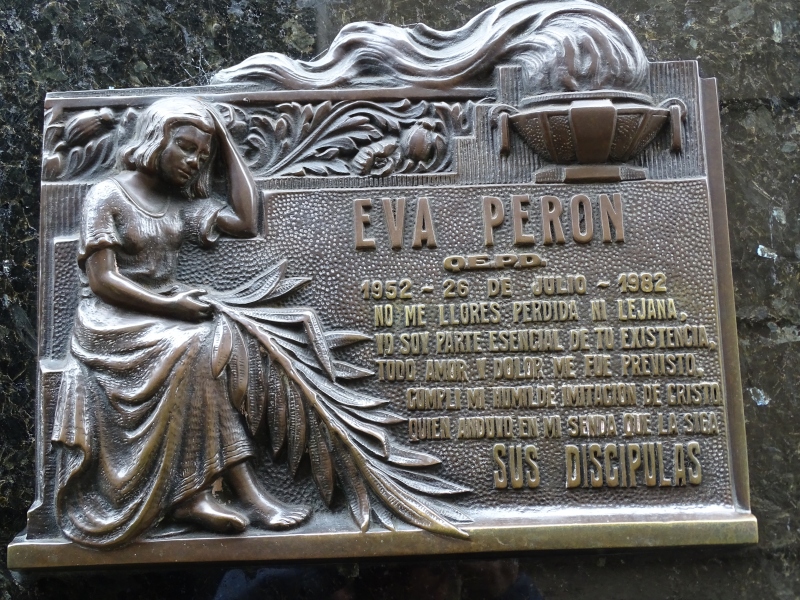 EVA PERON
Q.E.P.D.
1952 - 26 DE JULIO - 1982
NO ME LLORES PERDIDA NI LEJANA,
YO SOY PARTE ESENCIAL DE TU EXISTENCIA,
TODO AMOR Y DOLOR ME FUE PREVISTO,
CUMPLI MI HUMILDE IMITACION DE CRISTO
QUIEN ANDUVO EN MI SENDA QUE LA SIGA
SUS DISCIPULAS